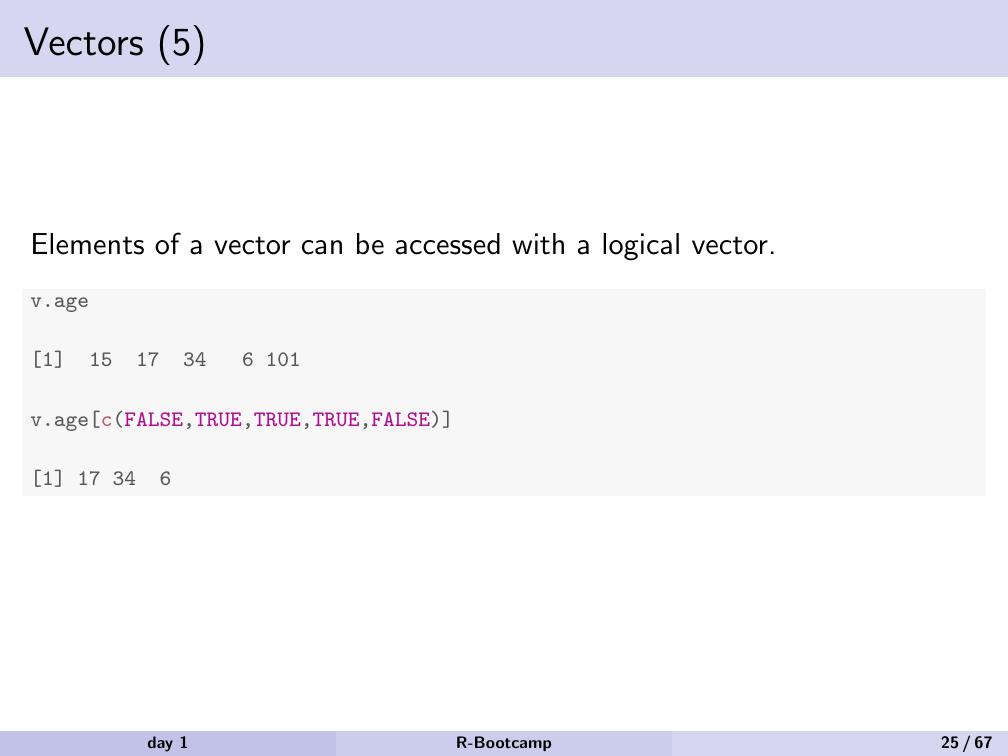 Vectors (5)
Elements of a vector can be accessed with a logical vector.
v.age
[1]  15  17  34   6 101
v.age[c(FALSE,TRUE,TRUE,TRUE,FALSE)]
[1] 17 34  6
day 1 R-Bootcamp 25 / 67